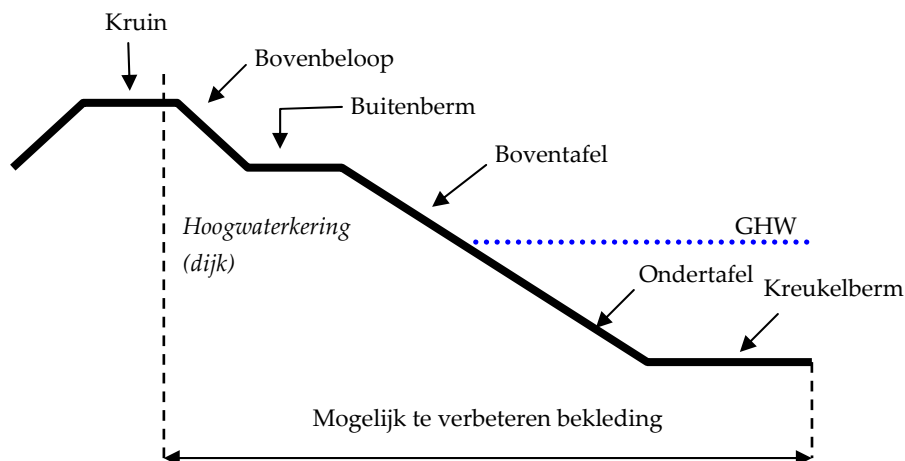 Kruin
Bovenbeloop
Buitenberm
Boventafel
Hoogwaterkering
(dijk)
GHW
Ondertafel
Kreukelberm
Mogelijk te verbeteren bekleding